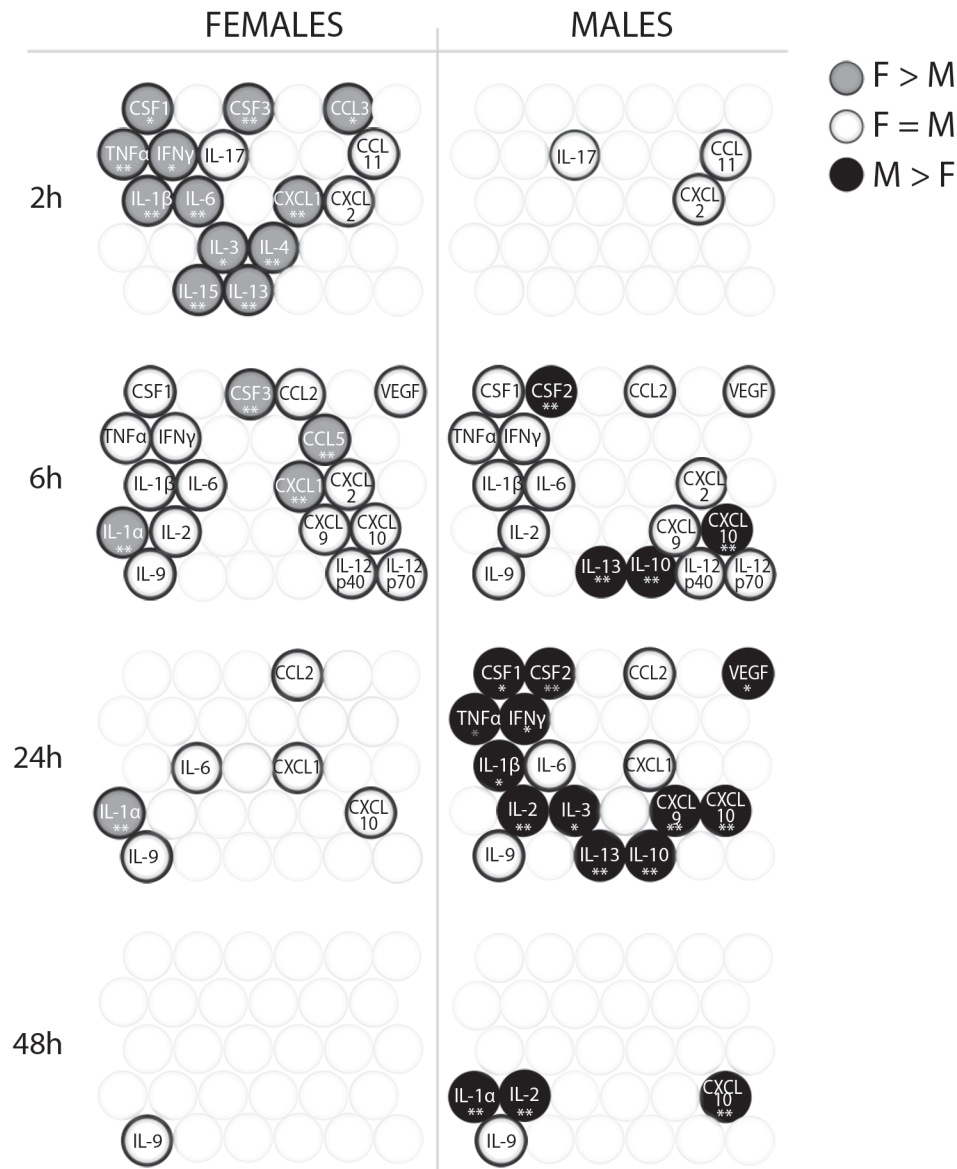 FEMALES MALES
F > M
F = M
M > F
2h
CSF1 * CSF3 ** CCL3 *
TNFα ** IFNγ * IL-17 CCL 11
IL-1β ** IL-6 ** CXCL1 ** CXCL 2
IL-3 * IL-4 **
IL-15 ** IL-13 **
IL-17 CCL 11
CXCL 2
6h
CSF1 CSF3 ** CCL2 VEGF
TNFα IFNγ CCL5 **
IL-1β IL-6 CXCL1 ** CXCL 2
IL-1α ** IL-2 CXCL 9 CXCL 10
IL-9 IL-12 p40 IL-12 p70
CSF1 CSF2 ** CCL2 VEGF
TNFα IFNγ
IL-1β IL-6 CXCL 2
IL-2 CXCL 9 CXCL 10 **
IL-9 IL-13 ** IL-10 ** IL-12 p40 IL-12 p70
24h
CCL2
IL-6 CXCL1
IL-1α ** CXCL 10
IL-9
CSF1 * CSF2 ** CCL2 VEGF *
TNFα * IFNγ *
IL-1β * IL-6 CXCL1
IL-2 ** IL-3 * CXCL 9 ** CXCL 10 **
IL-9 IL-13 ** IL-10 **
48h
IL-9
IL-1α ** IL-2 ** CXCL 10 **
IL-9